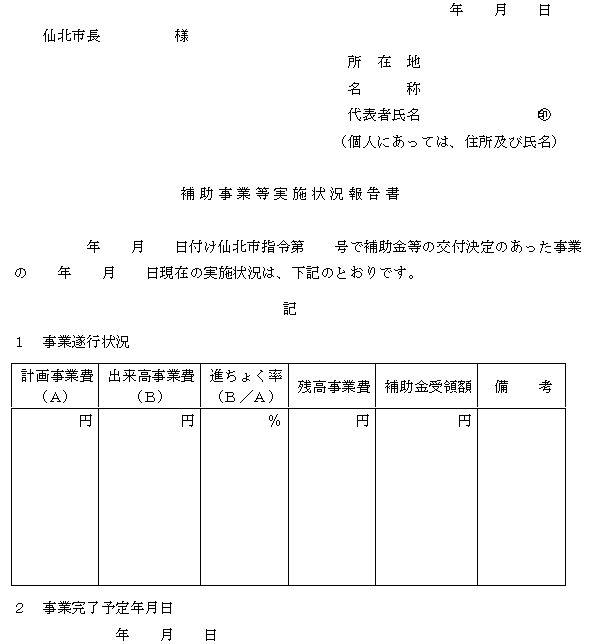 年　　月　　日
仙北市長　　　　　様
所　在　地
名　　　称
代表者氏名　　　　　　　　㊞
（個人にあっては、住所及び氏名）
補助事業等実施状況報告書
年　　月　　日付け仙北市指令第　　号で補助金等の交付決定のあった事業
の　　年　　月　　日現在の実施状況は、下記のとおりです。
記
１　事業遂行状況
計画事業費（Ａ）　出来高事業費（Ｂ）　進ちょく率（Ｂ／Ａ）　残高事業費　補助金受領額　備　　考
円　円　％　円　円
２　事業完了予定年月日
年　　月　　日